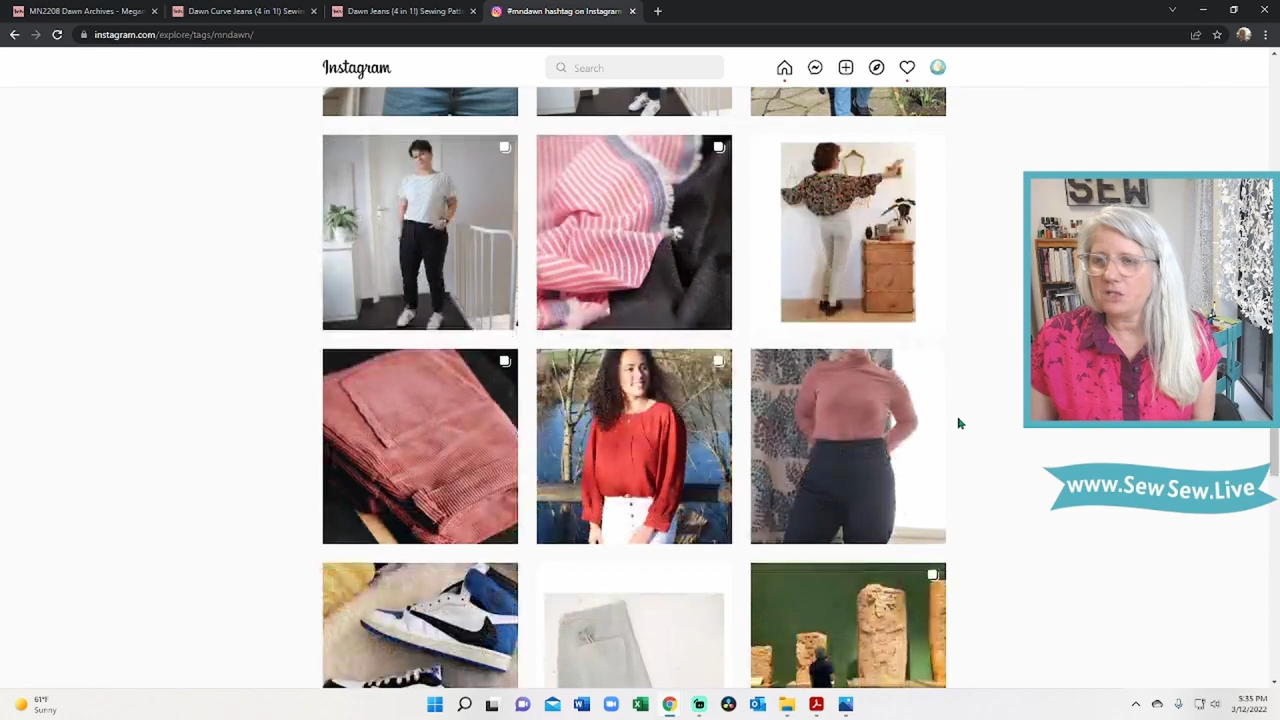 MN2208 Dawn Archives - Megan
Dawn Curve Jeans (4 in 1!) Sewin
Dawn Jeans (4 in 1!) Sewing Patt
#mndawn hashtag on Instagram
instagram.com/explore/tags/mndawn/
Instagram
Search
SEW
www.SewSew.Live
61°F
Sunny
5:35 PM
3/12/2022